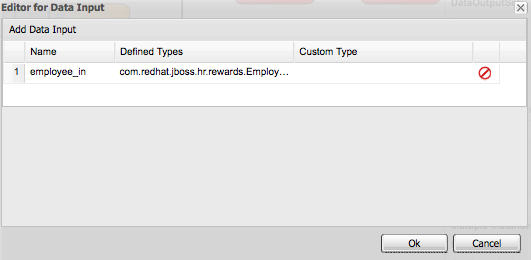 DataOutputSe
Editor for Data Input
Add Data Input
Name Defined Types Custom Type
1 employee_in com.redhat.jboss.hr.rewards.Employ...
Ok Cancel